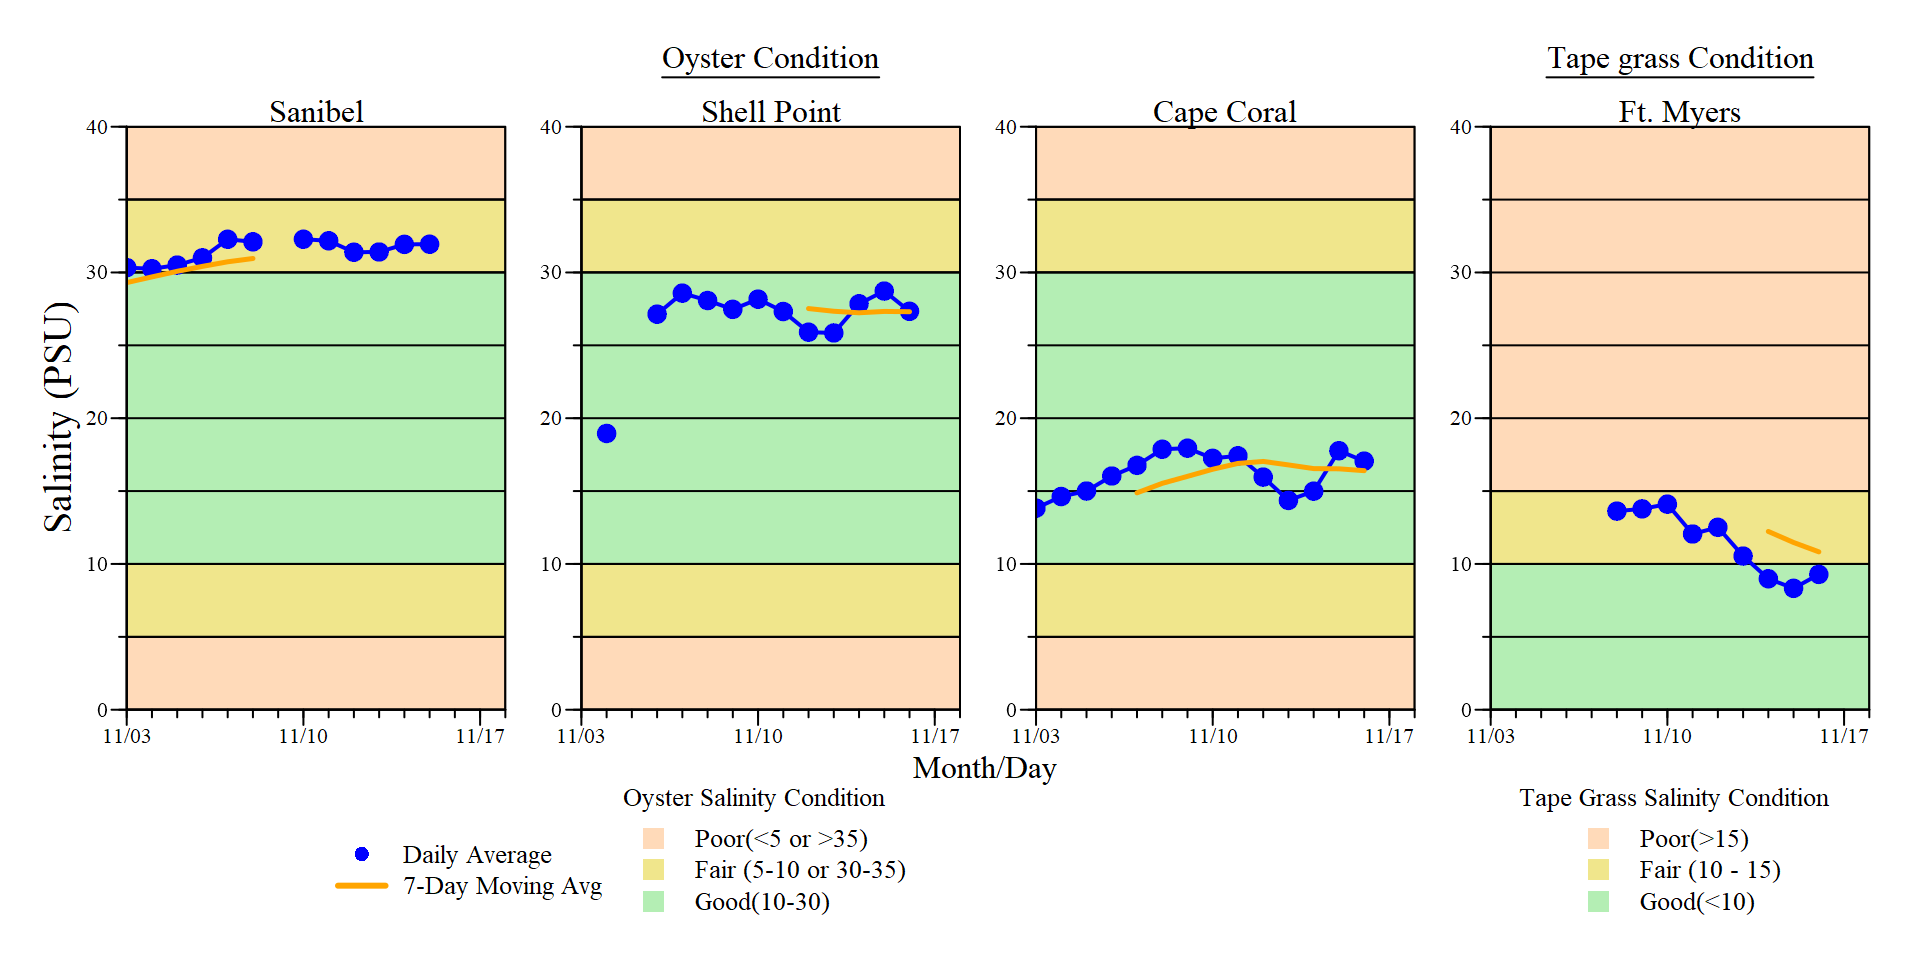 Oyster Condition
Tape grass Condition
Sanibel
Shell Point
Cape Coral
Ft. Myers
Salinity (PSU)
40
30
20
10
0
11/03
11/10
11/17
40
30
20
10
0
11/03
11/10
11/17
40
30
20
10
0
11/03
11/10
11/17
40
30
20
10
0
11/03
11/10
11/17
Month/Day
Daily Average
7-Day Moving Avg
Oyster Salinity Condition
Poor(<5 or >35)
Fair (5-10 or 30-35)
Good(10-30)
Tape Grass Salinity Condition
Poor(>15)
Fair (10 - 15)
Good(<10)